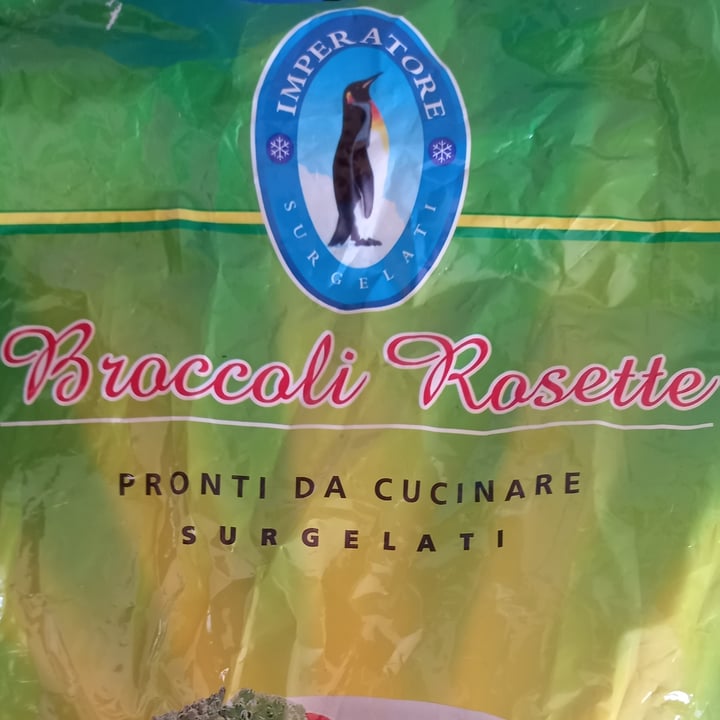 IMPERATORE
SURGELATI
Broccoli Rosette
PRONTI DA CUCINARE
SURGELATI